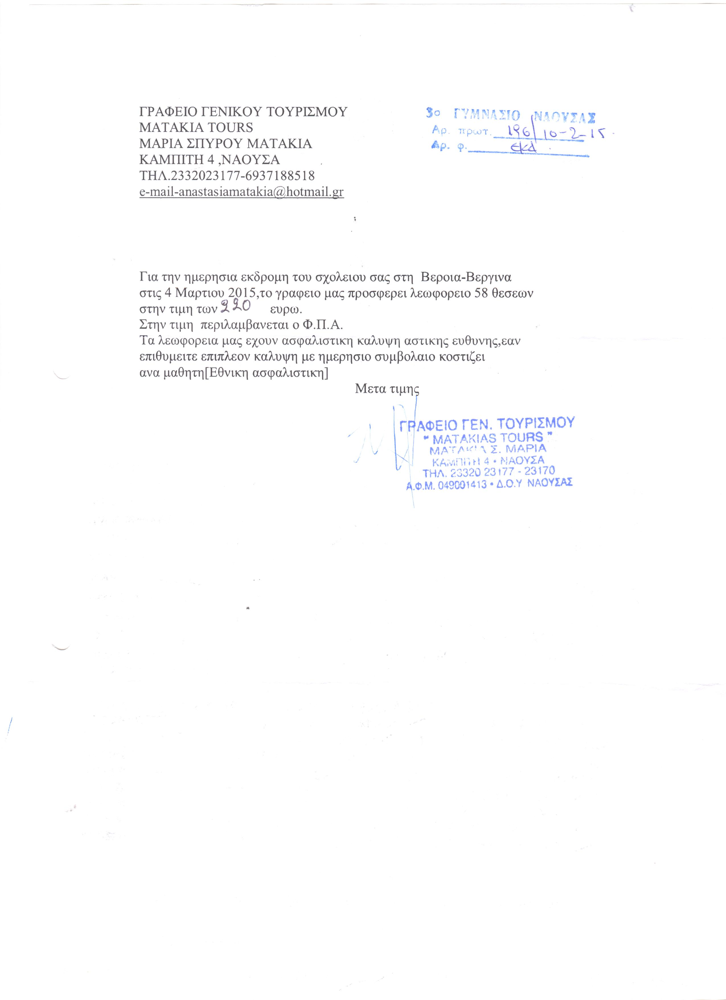 ΓΡΑΦΕΙΟ ΓΕΝΙΚΟΥ ΤΟΥΡΙΣΜΟΥ
ΜΑΤΑΚΙΑ TOURS
ΜΑΡΙΑ ΣΠΥΡΟΥ ΜΑΤΑΚΙΑ
ΚΑΜΠΙΤΗ 4 ,ΝΑΟΥΣΑ
ΤΗΛ.2332023177-6937188518
e-mail-anastasiamatakia@hotmail.gr
3ο ΓΥΜΝΑΣΙΟ ΝΑΟΥΣΑΣ
Αρ. πρωτ. 196/10-2-15
Αρ. φ. εκδ.
Για την ημερησια εκδρομη του σχολειου σας στη Βεροια-Βεργινα
στις 4 Μαρτιου 2015,το γραφειο μας προσφερει λεωφορειο 58 θεσεων
στην τιμη των 220 ευρω.
Στην τιμη περιλαμβανεται ο Φ.Π.Α.
Τα λεωφορεια μας εχουν ασφαλιστικη καλυψη αστικης ευθυνης,εαν
επιθυμειτε επιπλεον καλυψη με ημερησιο συμβολαιο κοστιζει
ανα μαθητη[Εθνικη ασφαλιστικη]
Μετα τιμης
ΓΡΑΦΕΙΟ ΓΕΝ. ΤΟΥΡΙΣΜΟΥ
" MATAKIAS TOURS "
ΜΑΤΑΚΙΑ Σ. ΜΑΡΙΑ
ΚΑΜΠΙΤΗ 4 • ΝΑΟΥΣΑ
ΤΗΛ. 23320 23177 - 23170
Α.Φ.Μ. 049001413 • Δ.Ο.Υ ΝΑΟΥΣΑΣ